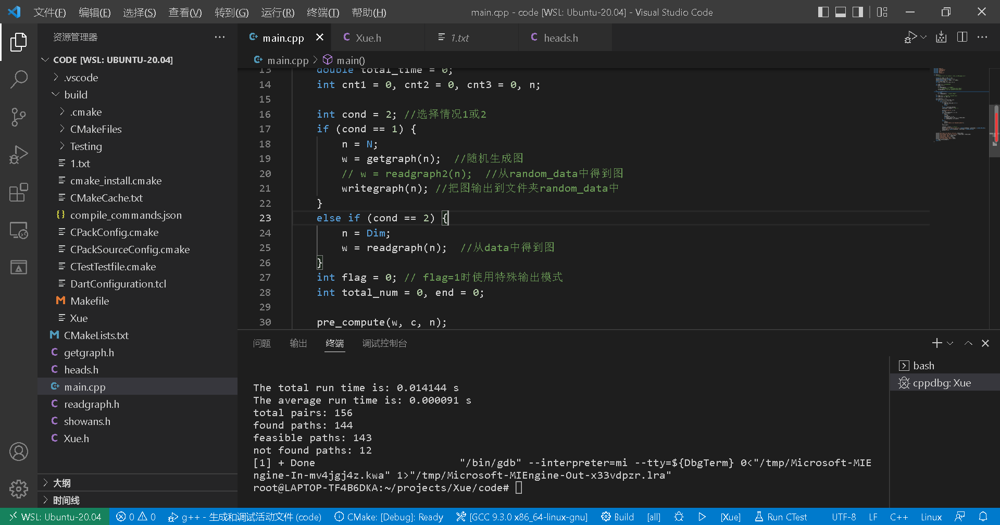 文件(F) 编辑(E) 选择(S) 查看(V) 转到(G) 运行(R) 终端(T) 帮助(H) main.cpp - code [WSL: Ubuntu-20.04] - Visual Studio Code
资源管理器
CODE [WSL: UBUNTU-20.04]
.vscode
build
.cmake
CMakeFiles
Testing
1.txt
cmake_install.cmake
CMakeCache.txt
compile_commands.json
CPackConfig.cmake
CPackSourceConfig.cmake
CTestTestfile.cmake
DartConfiguration.tcl
Makefile
Xue
CMakeLists.txt
getgraph.h
heads.h
main.cpp
readgraph.h
showans.h
Xue.h
大纲
时间线
main.cpp Xue.h 1.txt heads.h
main.cpp > main()
13 double total_time = 0;
14 int cnt1 = 0, cnt2 = 0, cnt3 = 0, n;
15
16 int cond = 2; //选择情况1或2
17 if (cond == 1) {
18 n = N;
19 w = getgraph(n); //随机生成图
20 // w = readgraph2(n); //从random_data中得到图
21 writegraph(n); //把图输出到文件夹random_data中
22 }
23 else if (cond == 2) {
24 n = Dim;
25 w = readgraph(n); //从data中得到图
26 }
27 int flag = 0; // flag=1时使用特殊输出模式
28 int total_num = 0, end = 0;
29
30 pre_compute(w, c, n);
问题 输出 终端 调试控制台
The total run time is: 0.014144 s
The average run time is: 0.000091 s
total pairs: 156
found paths: 144
feasible paths: 143
not found paths: 12
[1] + Done "/bin/gdb" --interpreter=mi --tty=${DbgTerm} 0<"/tmp/Microsoft-MIE
ngine-In-mv4jgj4z.kwa" 1>"/tmp/Microsoft-MIEngine-Out-x33vdpzr.lra"
root@LAPTOP-TF4B6DKA:~/projects/Xue/code#
bash
cppdbg: Xue
WSL: Ubuntu-20.04 0 0 g++ - 生成和调试活动文件 (code) CMake: [Debug]: Ready [GCC 9.3.0 x86_64-linux-gnu] Build [all] [Xue] Run CTest UTF-8 LF C++ Linux